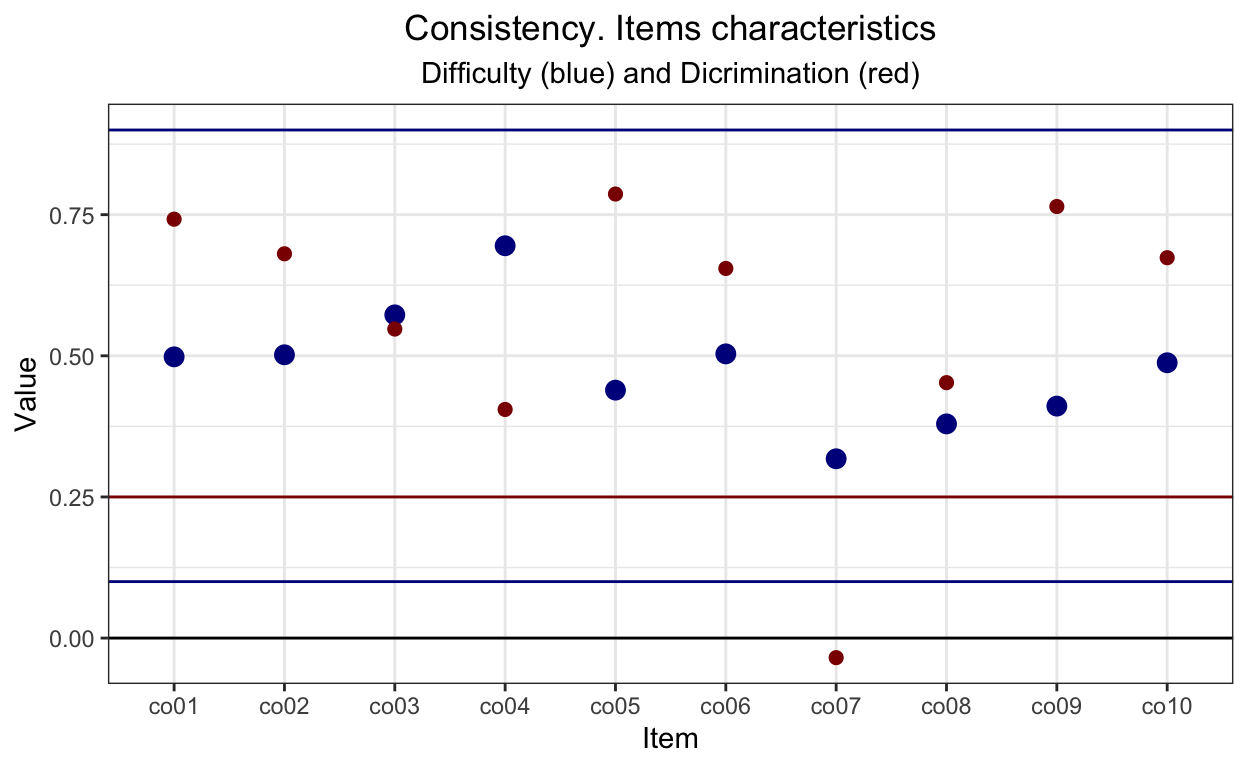 Consistency. Items characteristics
Difficulty (blue) and Dicrimination (red)
Value
0.75
0.50
0.25
0.00
co01 co02 co03 co04 co05 co06 co07 co08 co09 co10
Item